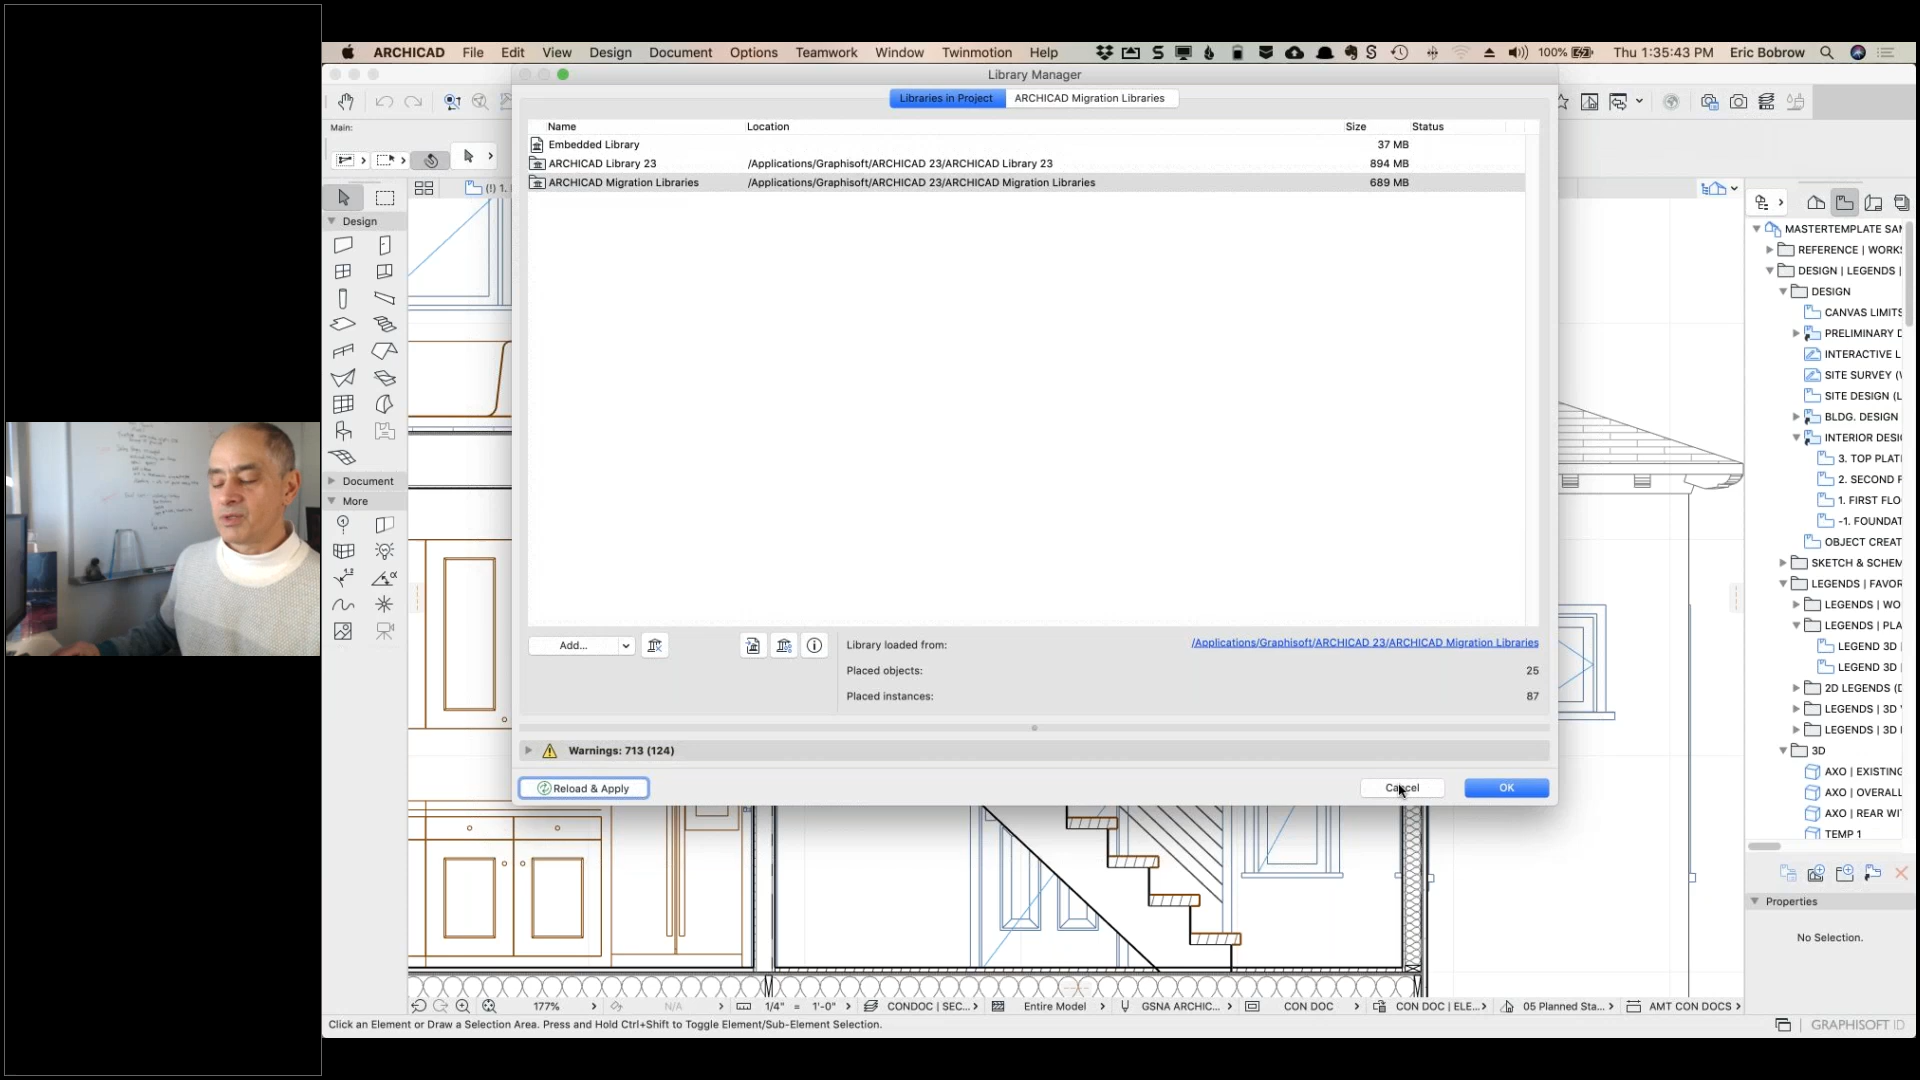 ARCHICAD File Edit View Design Document Options Teamwork Window Twinmotion Help 100% Thu 1:35:43 PM Eric Bobrow
Library Manager
Libraries in Project ARCHICAD Migration Libraries
Main:
Name Location Size Status
Embedded Library 37 MB
ARCHICAD Library 23 /Applications/Graphisoft/ARCHICAD 23/ARCHICAD Library 23 894 MB
ARCHICAD Migration Libraries /Applications/Graphisoft/ARCHICAD 23/ARCHICAD Migration Libraries 689 MB
(!) 1.
Design
Document
More
MASTERTEMPLATE SAM
REFERENCE | WORKS
DESIGN | LEGENDS |
DESIGN
CANVAS LIMITS
PRELIMINARY D
INTERACTIVE L
SITE SURVEY (
SITE DESIGN (L
BLDG. DESIGN
INTERIOR DESI
3. TOP PLAT
2. SECOND F
1. FIRST FLO
-1. FOUNDAT
OBJECT CREAT
SKETCH & SCHEM
LEGENDS | FAVOR
LEGENDS | WO
LEGENDS | PLA
LEGEND 3D
LEGEND 3D
2D LEGENDS (D
LEGENDS | 3D
LEGENDS | 3D
3D
AXO | EXISTING
AXO | OVERALL
AXO | REAR WI
TEMP 1
Add... Library loaded from: /Applications/Graphisoft/ARCHICAD 23/ARCHICAD Migration Libraries
Placed objects: 25
Placed instances: 87
Warnings: 713 (124)
Reload & Apply Cancel OK
Properties
No Selection.
177% N/A 1/4" = 1'-0" CONDOC | SEC... Entire Model GSNA ARCHIC... CON DOC CON DOC | ELE... 05 Planned Sta... AMT CON DOCS
Click an Element or Draw a Selection Area. Press and Hold Ctrl+Shift to Toggle Element/Sub-Element Selection. GRAPHISOFT ID